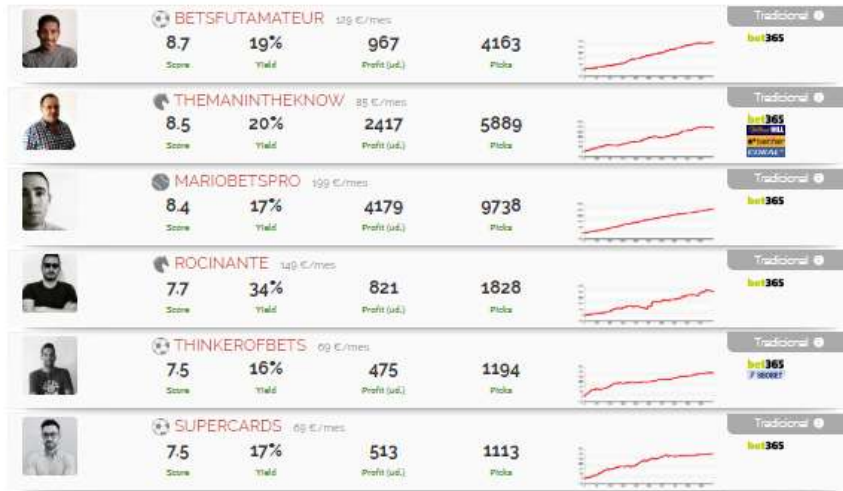 BETSFUTAMATEUR 129 €/mes Tradicional
8.7 19% 967 4163 bet365
Score Yield Profit (ud.) Picks
THEMANINTHEKNOW 85 €/mes Tradicional
8.5 20% 2417 5889 bet365
HILL
Score Yield Profit (ud.) Picks
CORAL
MARIOBETSPRO 199 €/mes Tradicional
8.4 17% 4179 9738 bet365
Score Yield Profit (ud.) Picks
ROCINANTE 149 €/mes Tradicional
7.7 34% 821 1828 bet365
Score Yield Profit (ud.) Picks
THINKEROFBETS 69 €/mes Tradicional
7.5 16% 475 1194 bet365
SBOBET
Score Yield Profit (ud.) Picks
SUPERCARDS 69 €/mes Tradicional
7.5 17% 513 1113 bet365
Score Yield Profit (ud.) Picks